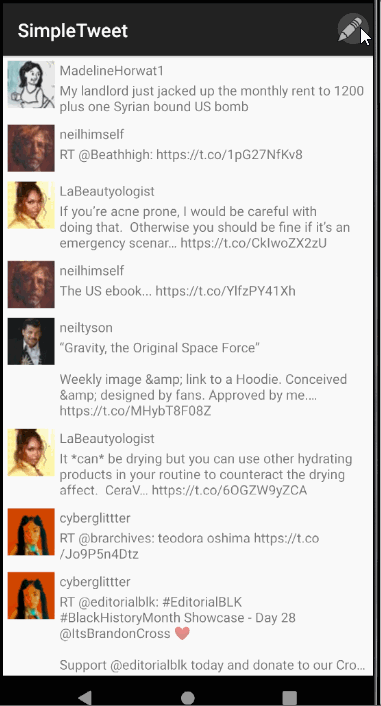 SimpleTweet
MadelineHorwat1
My landlord just jacked up the monthly rent to 1200
plus one Syrian bound US bomb
neilhimself
RT @Beathhigh: https://t.co/1pG27NfKv8
LaBeautyologist
If you’re acne prone, I would be careful with
doing that.  Otherwise you should be fine if it’s an
emergency scenar… https://t.co/CkIwoZX2zU
neilhimself
The US ebook... https://t.co/YlfzPY41Xh
neiltyson
“Gravity, the Original Space Force”
Weekly image &amp; link to a Hoodie. Conceived
&amp; designed by fans. Approved by me.…
https://t.co/MHybT8F08Z
LaBeautyologist
It *can* be drying but you can use other hydrating
products in your routine to counteract the drying
affect.  CeraV… https://t.co/6OGZW9yZCA
cyberglittter
RT @brarchives: teodora oshima https://t.co
/Jo9P5n4Dtz
cyberglittter
RT @editorialblk: #EditorialBLK
#BlackHistoryMonth Showcase - Day 28
@ItsBrandonCross ❤️
Support @editorialblk today and donate to our Cro…